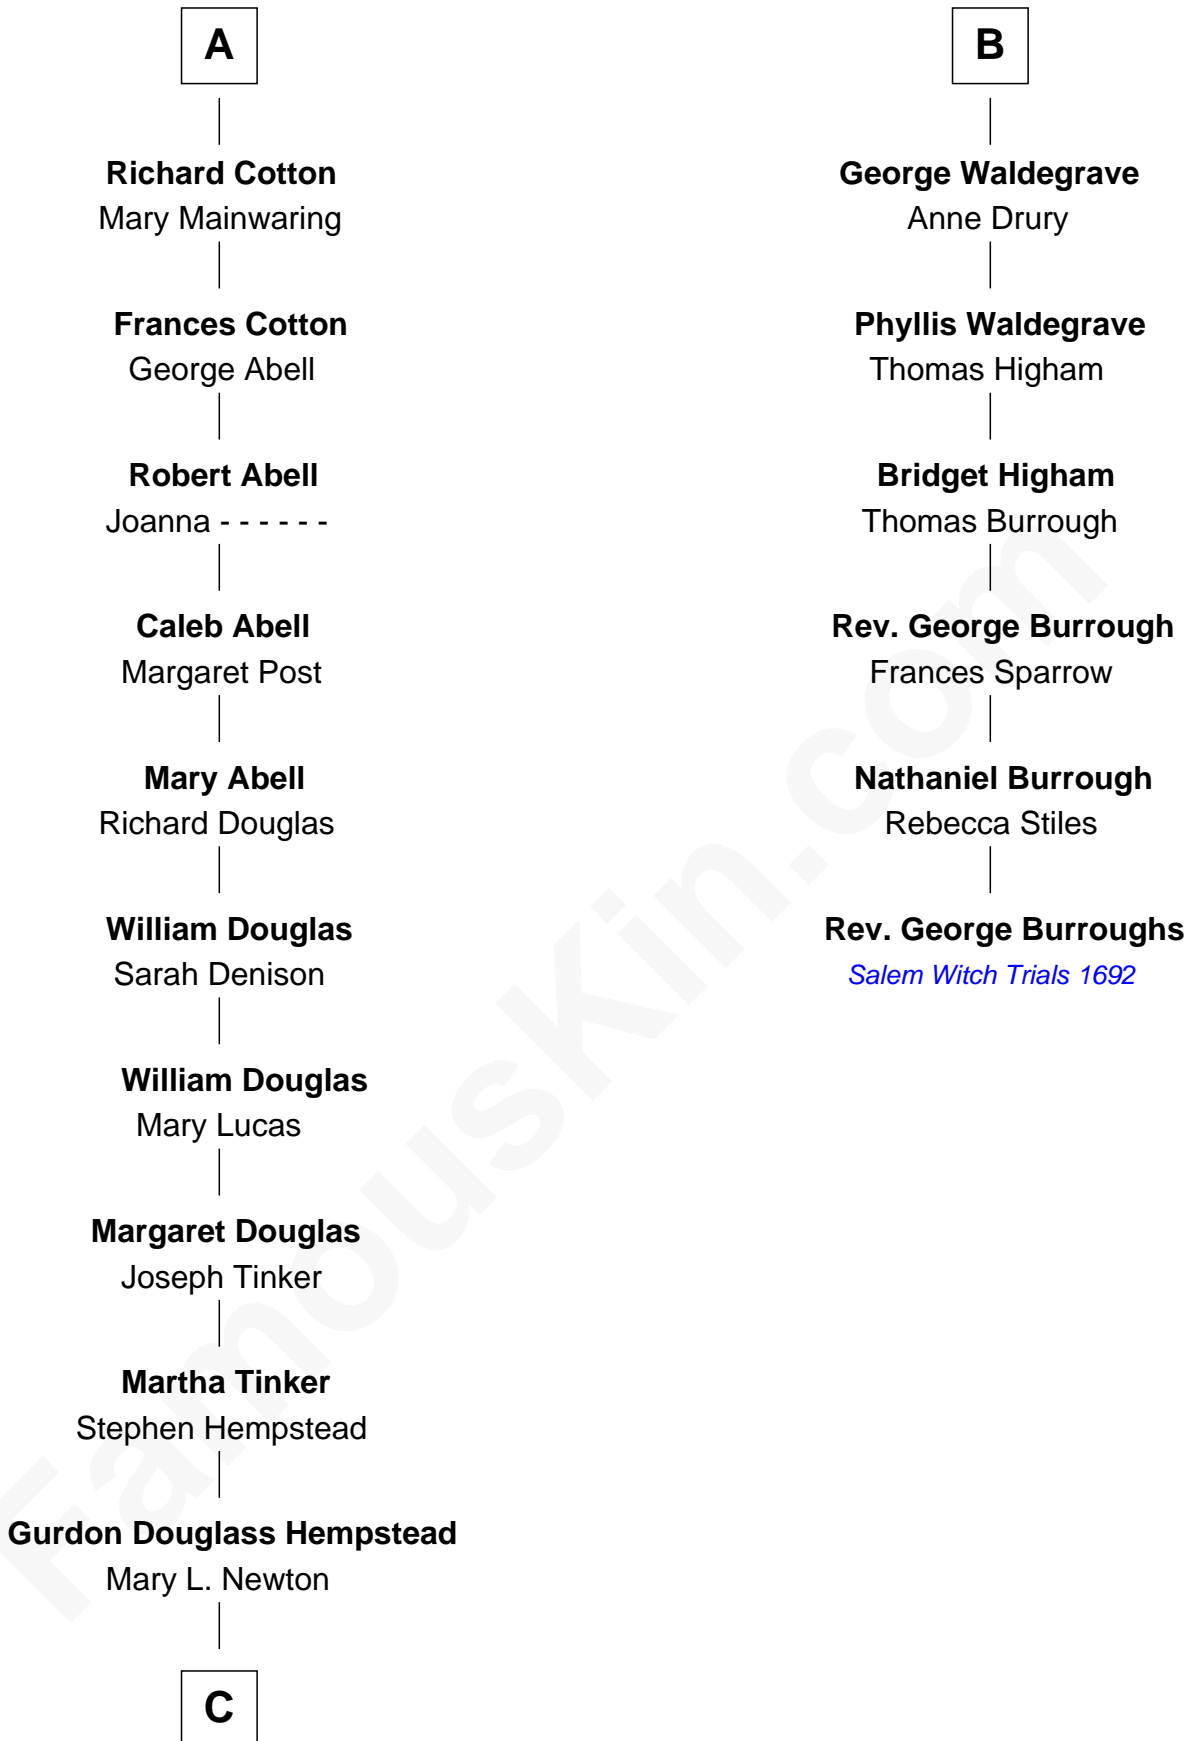 A
Richard Cotton
Mary Mainwaring
Frances Cotton
George Abell
Robert Abell
Joanna - - - - - -
Caleb Abell
Margaret Post
Mary Abell
Richard Douglas
William Douglas
Sarah Denison
William Douglas
Mary Lucas
Margaret Douglas
Joseph Tinker
Martha Tinker
Stephen Hempstead
Gurdon Douglass Hempstead
Mary L. Newton
C
B
George Waldegrave
Anne Drury
Phyllis Waldegrave
Thomas Higham
Bridget Higham
Thomas Burrough
Rev. George Burrough
Frances Sparrow
Nathaniel Burrough
Rebecca Stiles
Rev. George Burroughs
Salem Witch Trials 1692
FamousKin.com